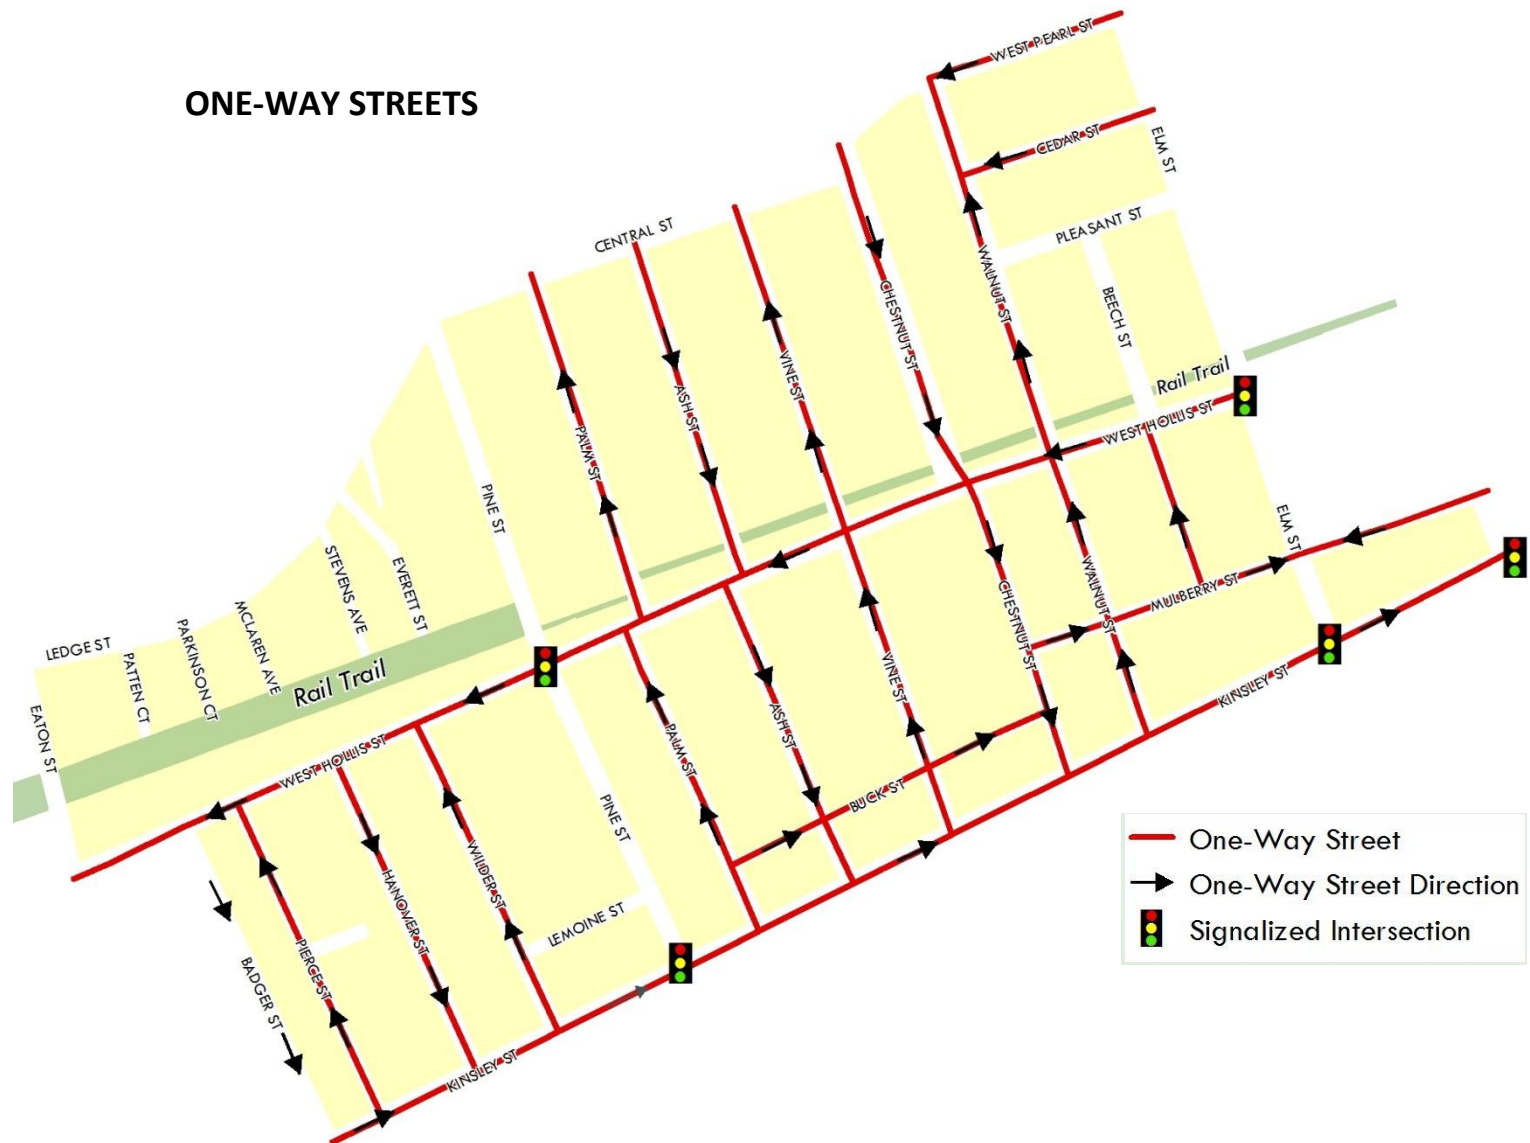 ONE-WAY STREETS
WEST PEARL ST
CEDAR ST
ELM ST
PLEASANT ST
CENTRAL ST
WALNUT ST
CHESTNUT ST
BEECH ST
VINE ST
ASH ST
PALM ST
Rail Trail
WEST HOLLIS ST
PINE ST
ELM ST
STEVENS AVE
EVERETT ST
MCLAREN AVE
PARKINSON CT
PATTEN CT
LEDGE ST
EATON ST
Rail Trail
WALNUT ST
MULBERRY ST
CHESTNUT ST
VINE ST
ASH ST
PALM ST
KINSLEY ST
WEST HOLLIS ST
BUCK ST
PINE ST
WILDER ST
HANOVER ST
LEMOINE ST
PIERCE ST
BADGER ST
KINSLEY ST
One-Way Street
One-Way Street Direction
Signalized Intersection